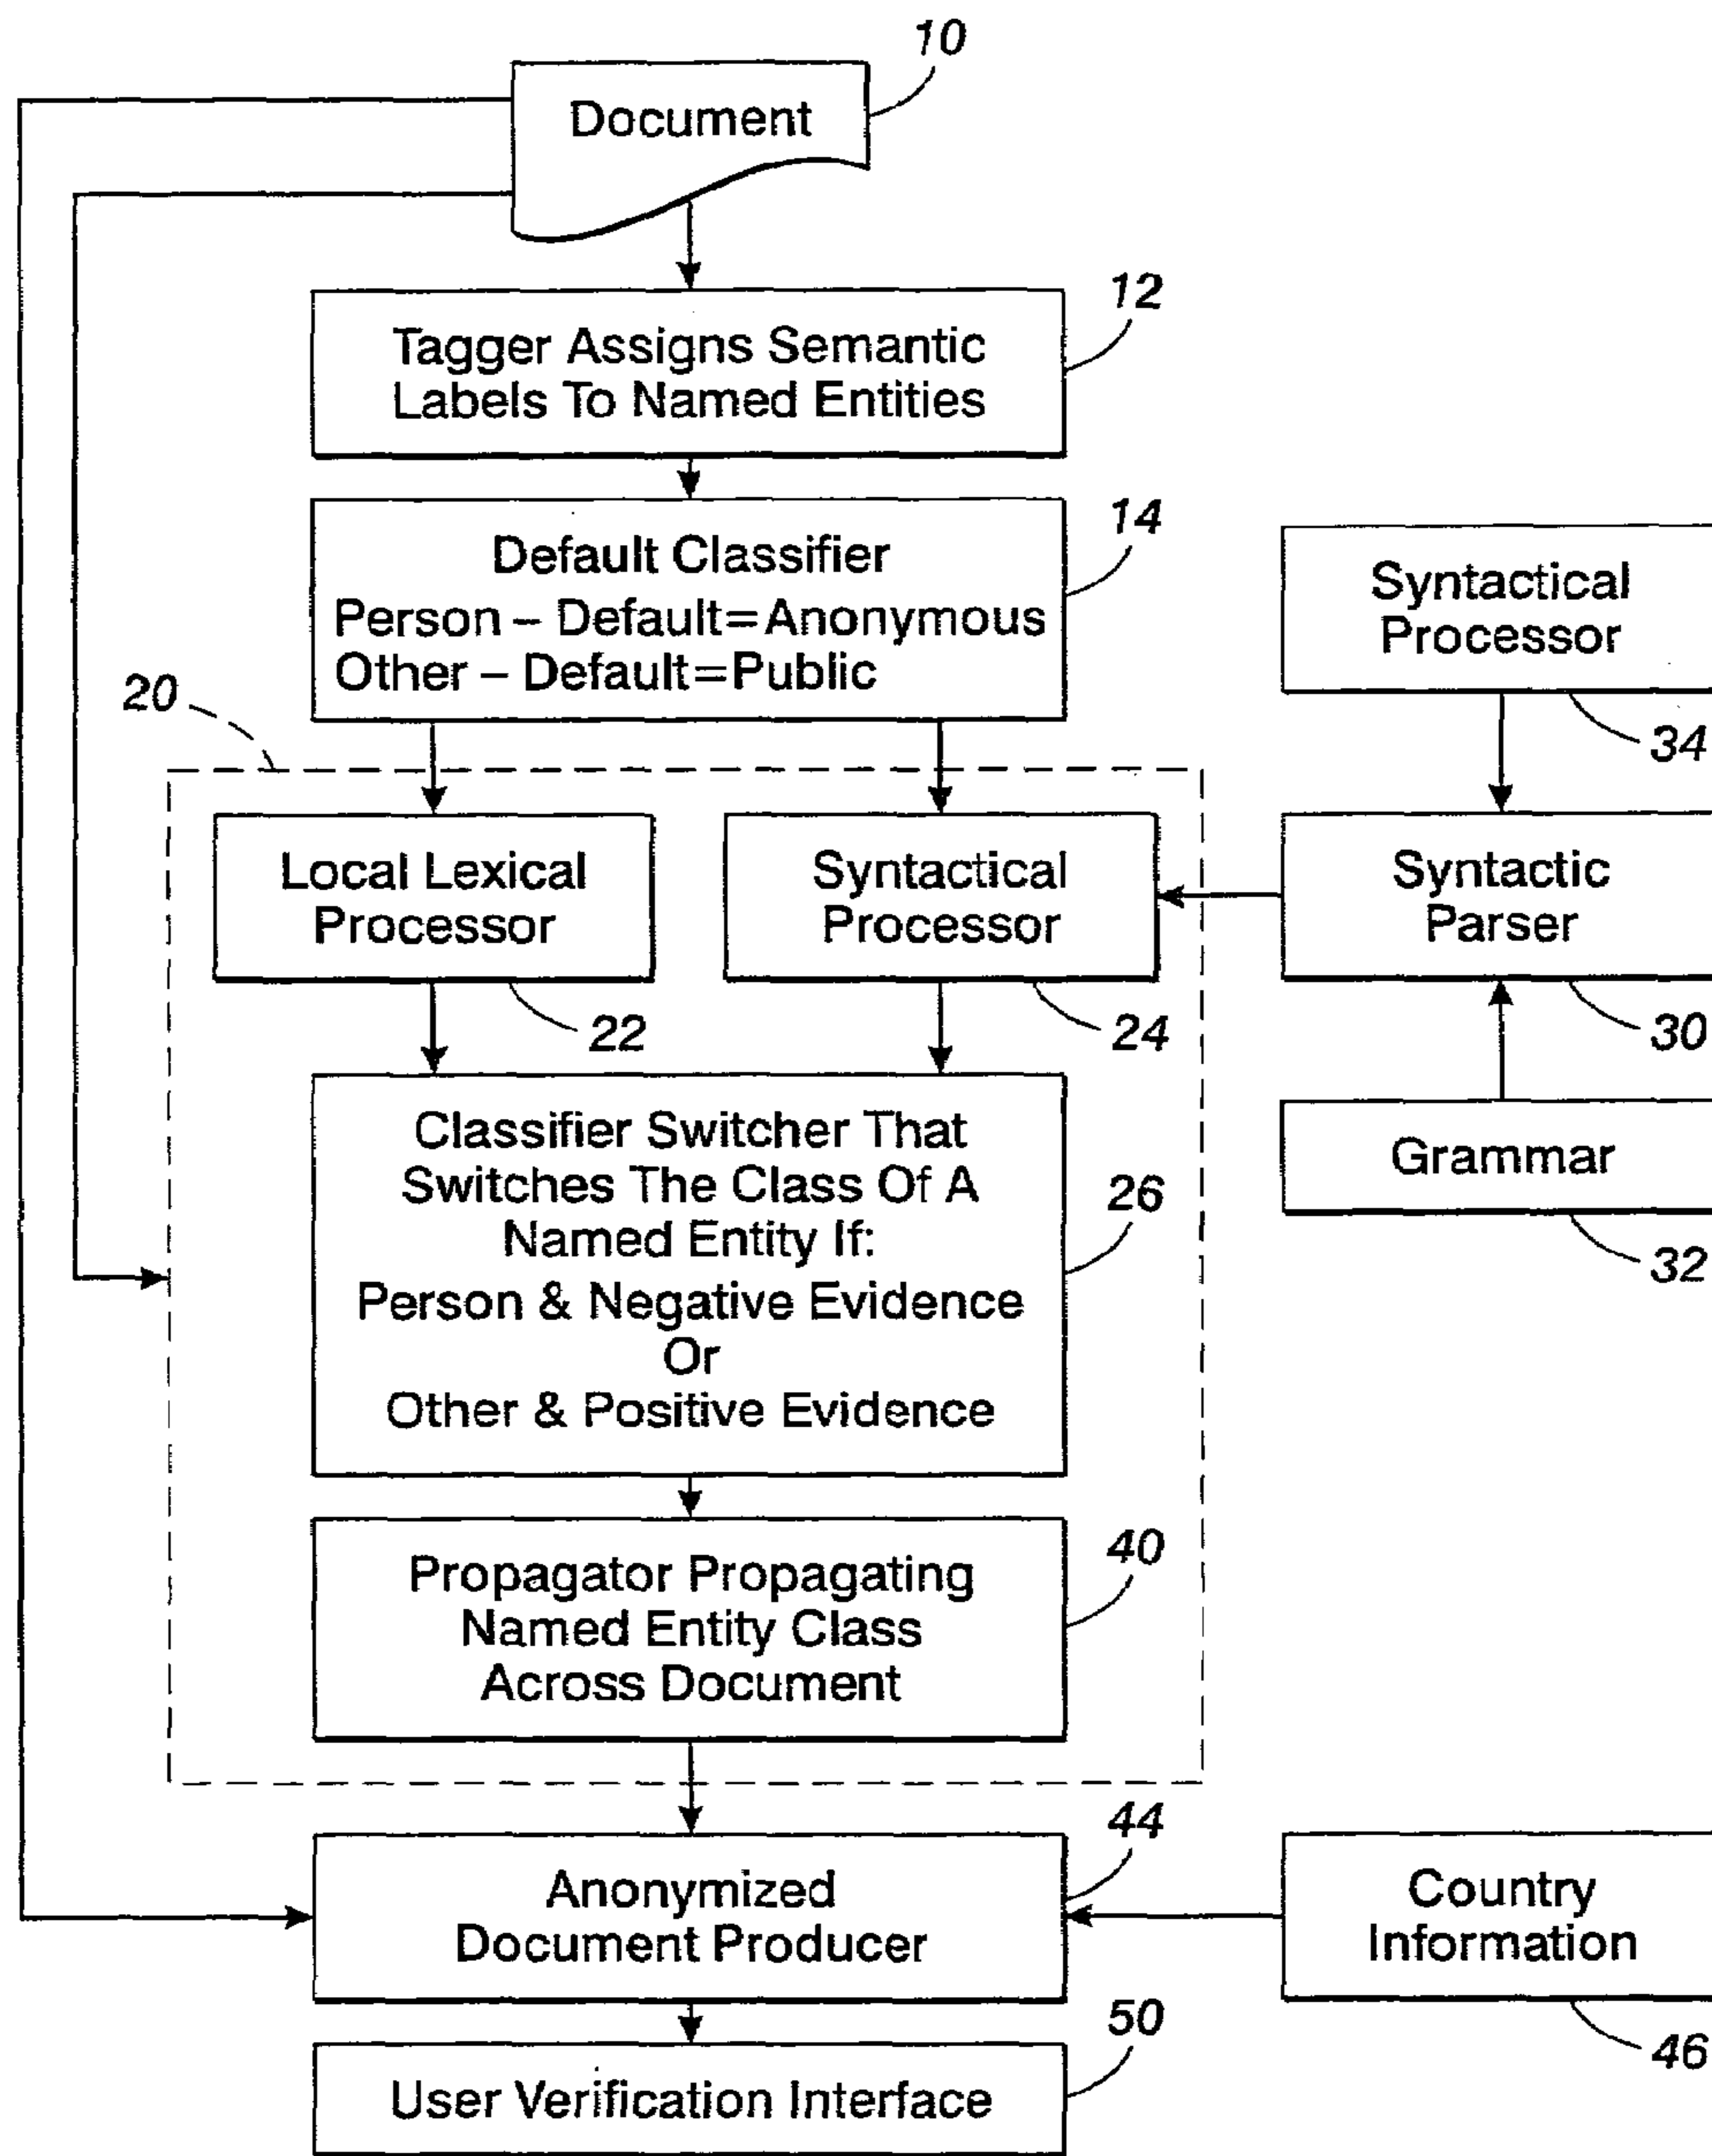 10
Document
12
Tagger Assigns Semantic
Labels To Named Entities
14
Default Classifier
Person – Default=Anonymous
Other – Default=Public
Syntactical
Processor
34
20
Local Lexical
Processor
22
Syntactical
Processor
24
Syntactic
Parser
30
Classifier Switcher That
Switches The Class Of A
Named Entity If:
Person & Negative Evidence
Or
Other & Positive Evidence
26
Grammar
32
Propagator Propagating
Named Entity Class
Across Document
40
Anonymized
Document Producer
44
Country
Information
46
User Verification Interface
50